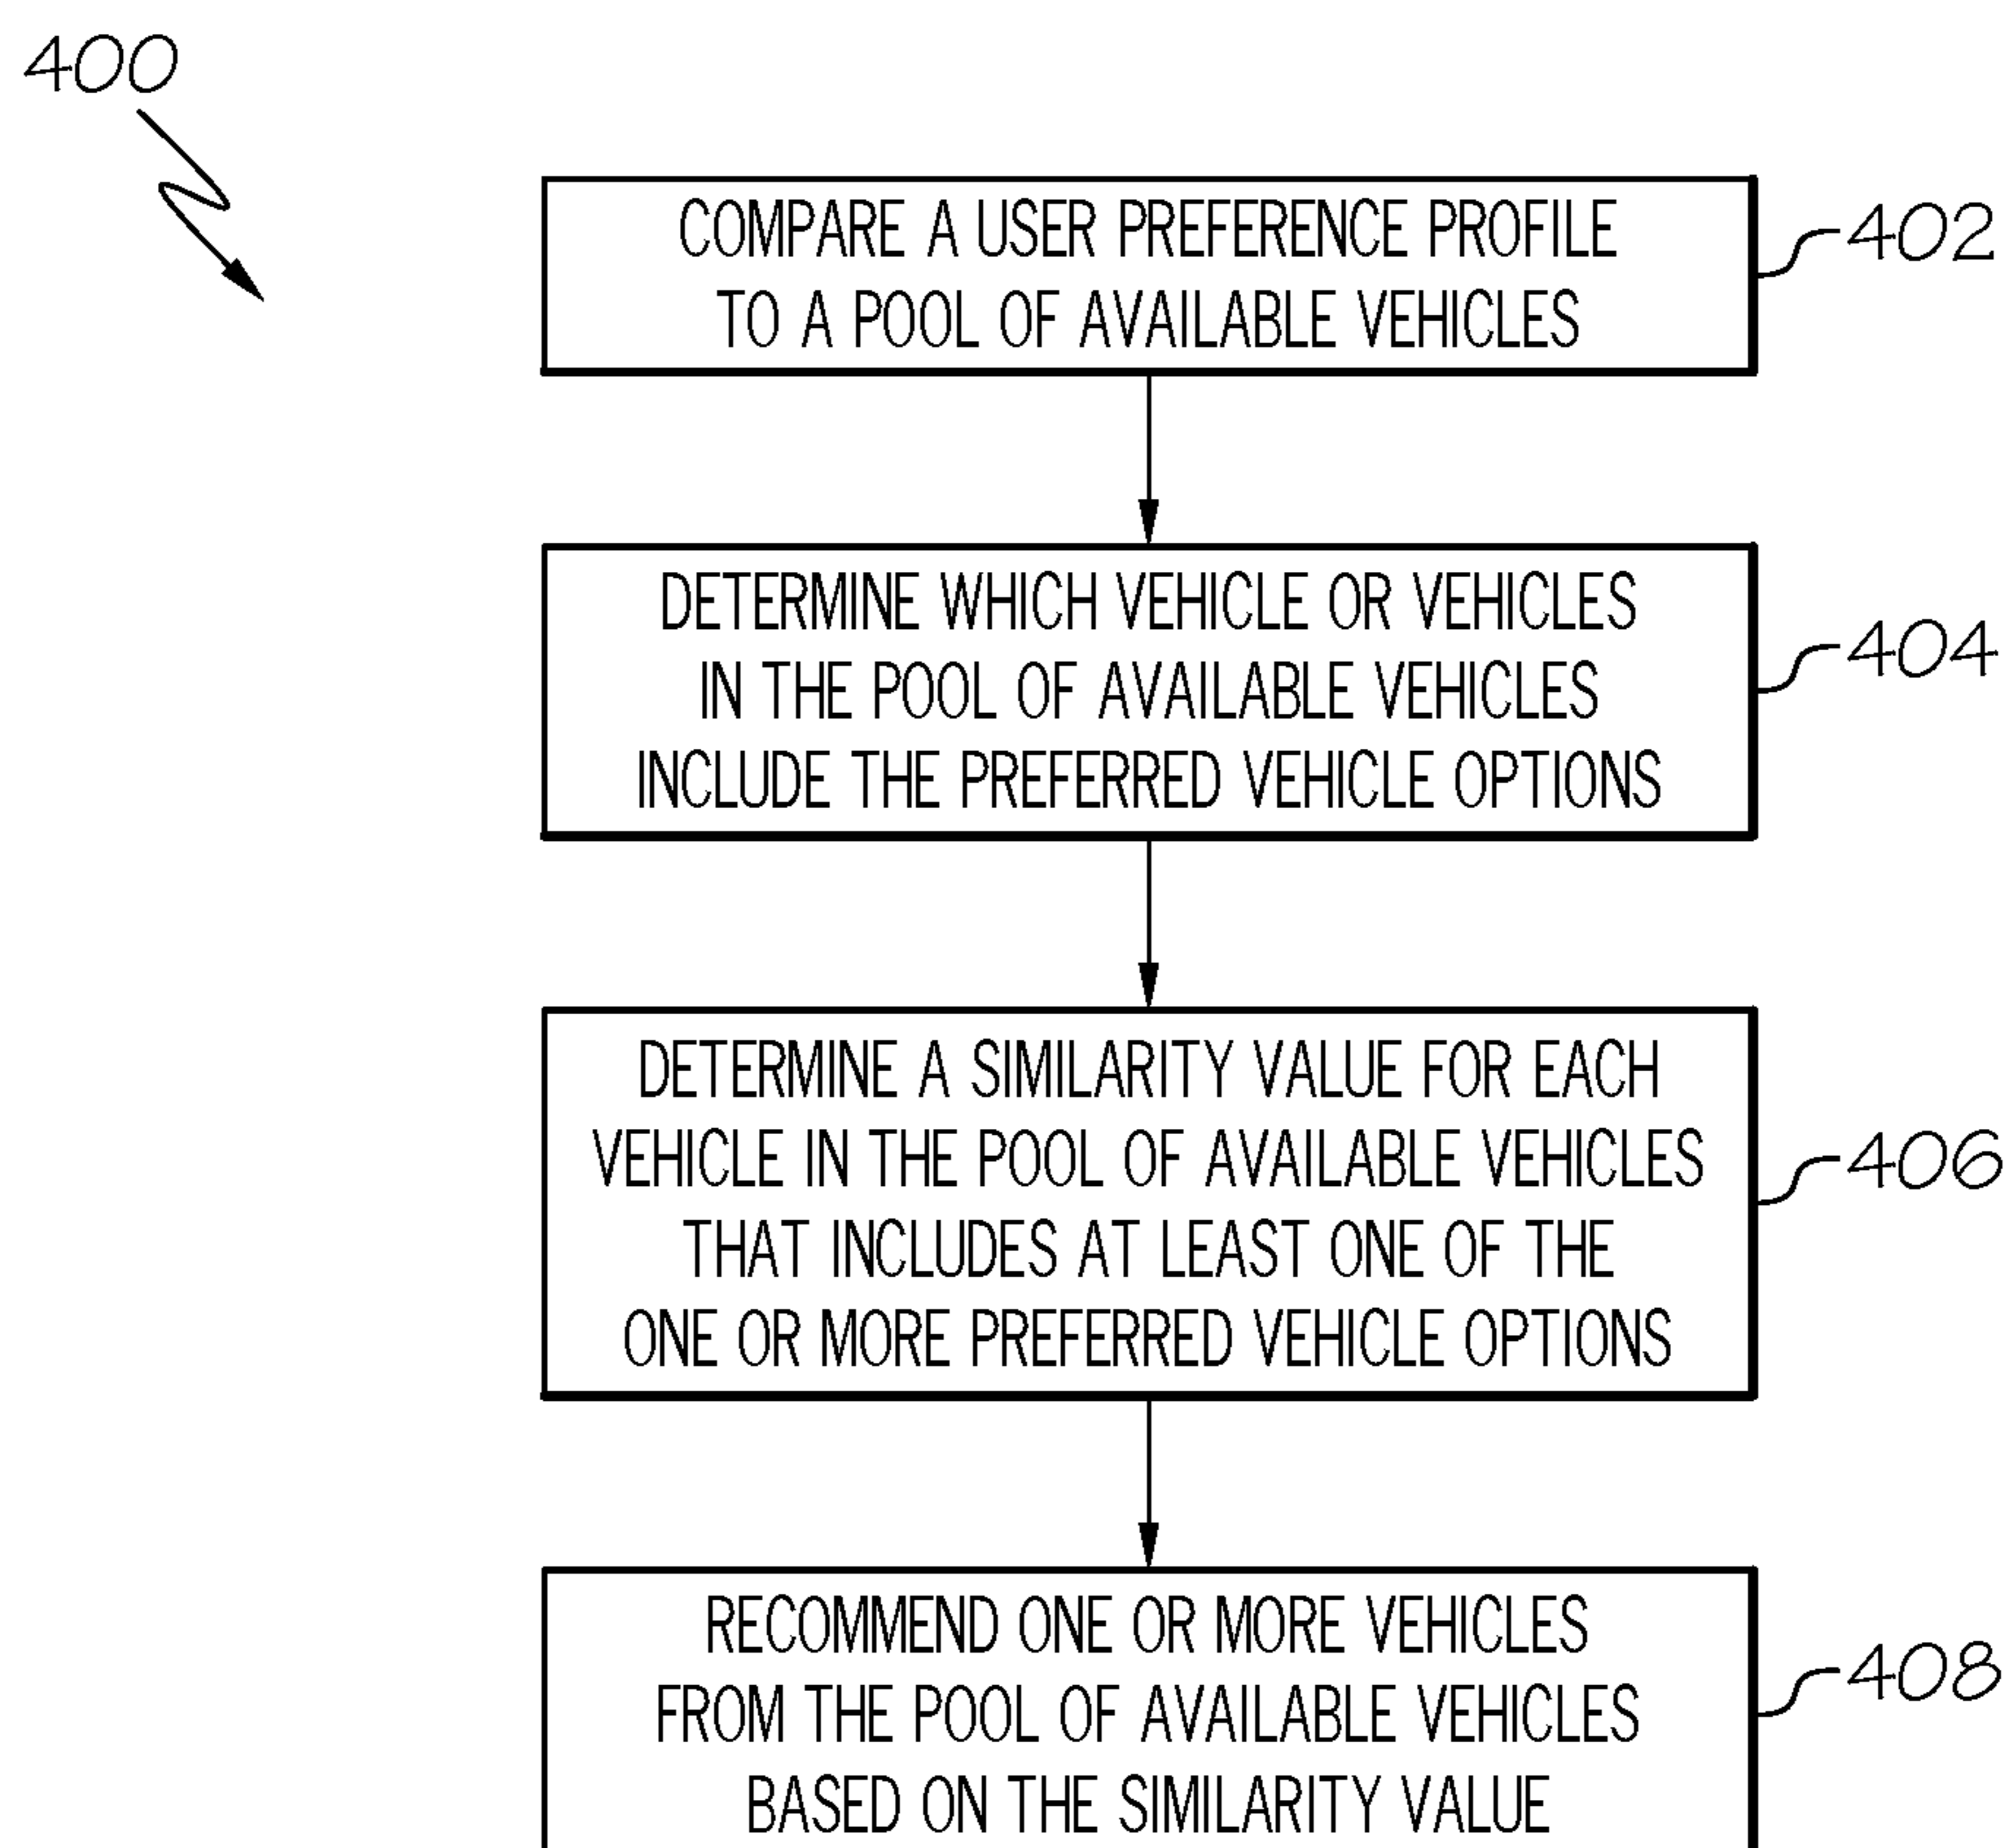 400
COMPARE A USER PREFERENCE PROFILE
TO A POOL OF AVAILABLE VEHICLES
402
DETERMINE WHICH VEHICLE OR VEHICLES
IN THE POOL OF AVAILABLE VEHICLES
INCLUDE THE PREFERRED VEHICLE OPTIONS
404
DETERMINE A SIMILARITY VALUE FOR EACH
VEHICLE IN THE POOL OF AVAILABLE VEHICLES
THAT INCLUDES AT LEAST ONE OF THE
ONE OR MORE PREFERRED VEHICLE OPTIONS
406
RECOMMEND ONE OR MORE VEHICLES
FROM THE POOL OF AVAILABLE VEHICLES
BASED ON THE SIMILARITY VALUE
408